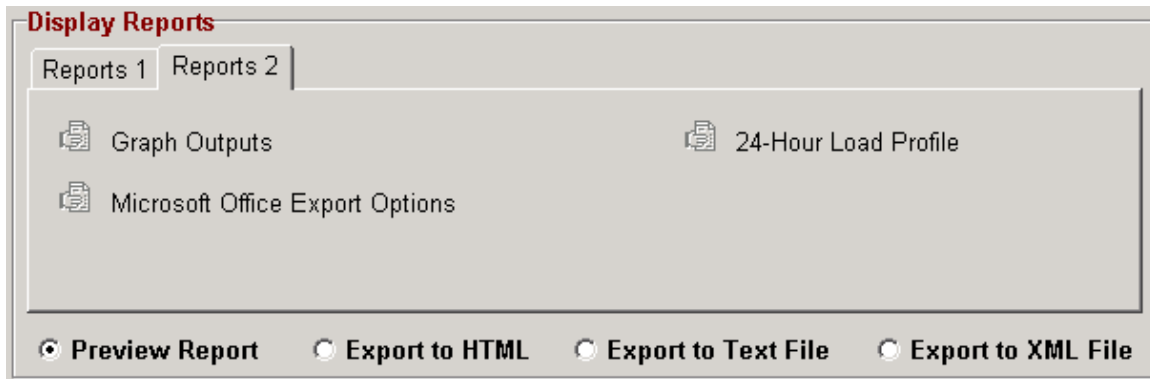 Display Reports
Reports 1 Reports 2
Graph Outputs 24-Hour Load Profile
Microsoft Office Export Options
Preview Report Export to HTML Export to Text File Export to XML File